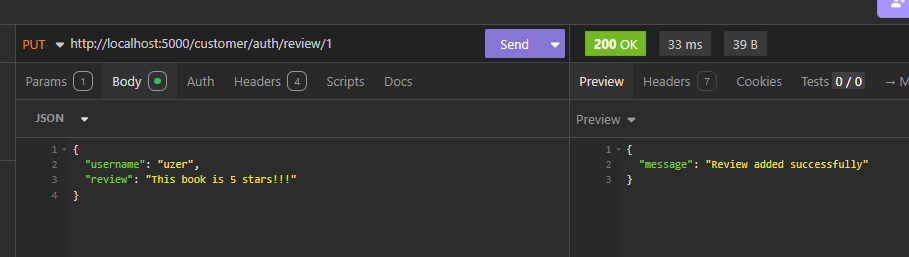 PUT http://localhost:5000/customer/auth/review/1 Send 200 OK 33 ms 39 B
Params 1 Body Auth Headers 4 Scripts Docs Preview Headers 7 Cookies Tests 0 / 0 → M
JSON Preview
1 {
2 "username": "uzer",
3 "review": "This book is 5 stars!!!"
4 }
1 {
2 "message": "Review added successfully"
3 }